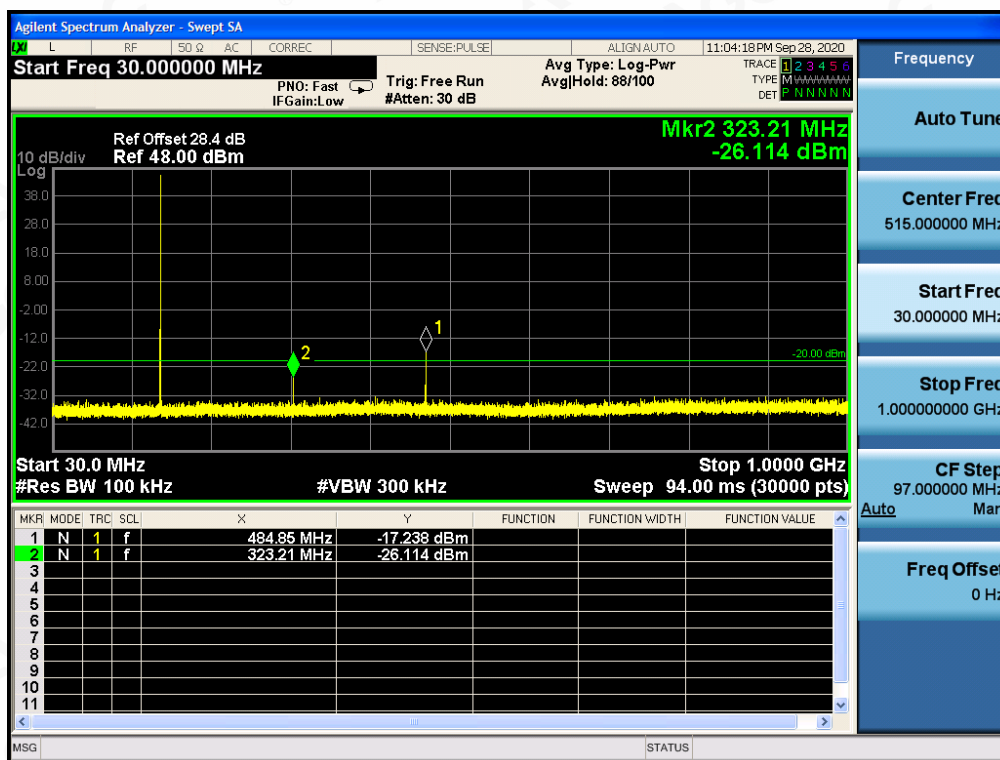 Agilent Spectrum Analyzer - Swept SA
LXI L RF 50 Ω AC CORREC SENSE:PULSE ALIGN AUTO 11:04:18 PM Sep 28, 2020
Start Freq 30.000000 MHz
PNO: Fast
IFGain:Low
Trig: Free Run
#Atten: 30 dB
Avg Type: Log-Pwr
Avg|Hold: 88/100
TRACE 1 2 3 4 5 6
TYPE M WWWWW
DET P N N N N N
Mkr2 323.21 MHz
-26.114 dBm
Ref Offset 28.4 dB
10 dB/div Ref 48.00 dBm
Log
38.0
28.0
18.0
8.00
-2.00
-12.0
-22.0
-32.0
-42.0
1
2
-20.00 dBm
Start 30.0 MHz Stop 1.0000 GHz
#Res BW 100 kHz #VBW 300 kHz Sweep 94.00 ms (30000 pts)
MKR MODE TRC SCL X Y FUNCTION FUNCTION WIDTH FUNCTION VALUE
1 N 1 f 484.85 MHz -17.238 dBm
2 N 1 f 323.21 MHz -26.114 dBm
3
4
5
6
7
8
9
10
11
MSG STATUS
Frequency
Auto Tune
Center Freq
515.000000 MHz
Start Freq
30.000000 MHz
Stop Freq
1.000000000 GHz
CF Step
97.000000 MHz
Auto Man
Freq Offset
0 Hz